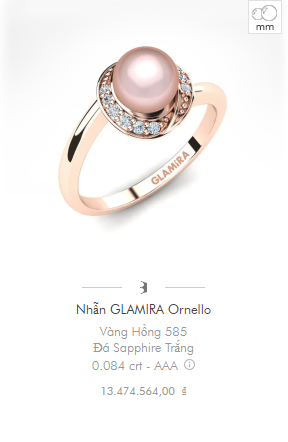 mm
GLAMIRA
Nhẫn GLAMIRA Ornello
Vàng Hồng 585
Đá Sapphire Trắng
0.084 crt - AAA
13.474.564,00 ₫